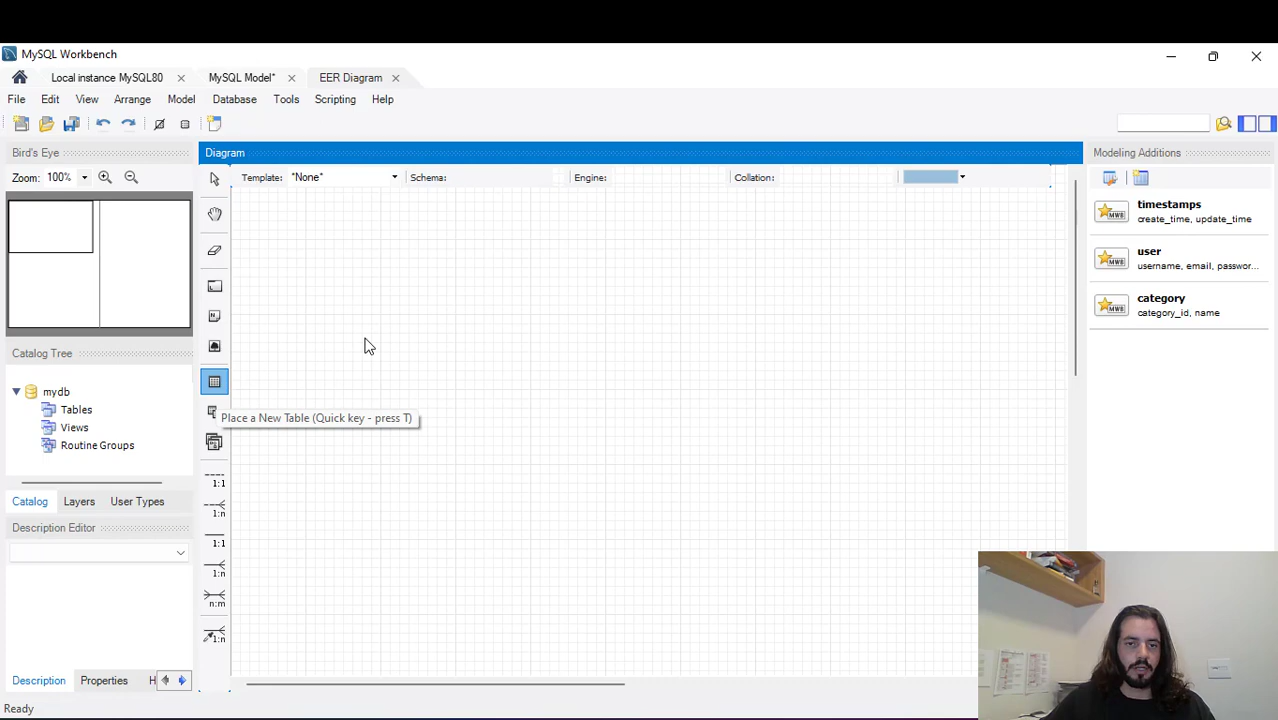 MySQL Workbench
Local instance MySQL80
MySQL Model*
EER Diagram
File Edit View Arrange Model Database Tools Scripting Help
Bird's Eye
Zoom: 100%
Diagram
Template: *None* Schema: Engine: Collation:
Modeling Additions
timestamps
create_time, update_time
user
username, email, passwor...
category
category_id, name
Catalog Tree
mydb
Tables
Views
Routine Groups
Place a New Table (Quick key - press T)
1:1
1:n
1:1
1:n
n:m
1:n
Catalog Layers User Types
Description Editor
Description Properties H
Ready